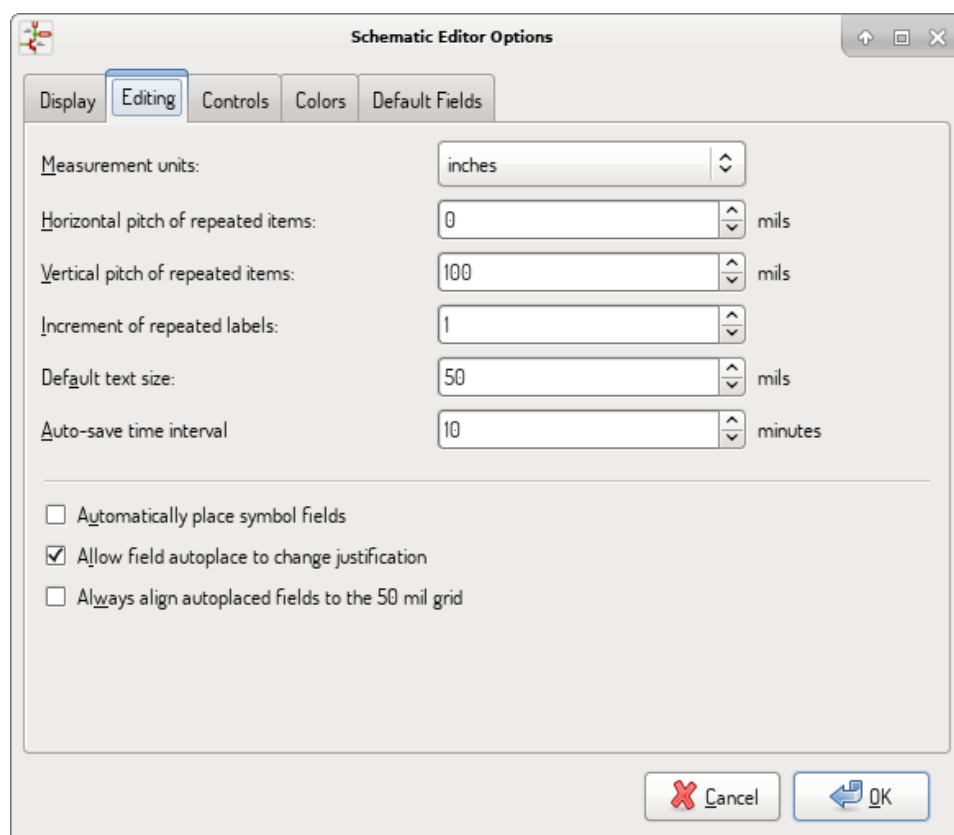 Schematic Editor Options
Display Editing Controls Colors Default Fields
Measurement units: inches
Horizontal pitch of repeated items: 0 mils
Vertical pitch of repeated items: 100 mils
Increment of repeated labels: 1
Default text size: 50 mils
Auto-save time interval 10 minutes
Automatically place symbol fields
Allow field autoplace to change justification
Always align autoplaced fields to the 50 mil grid
Cancel OK